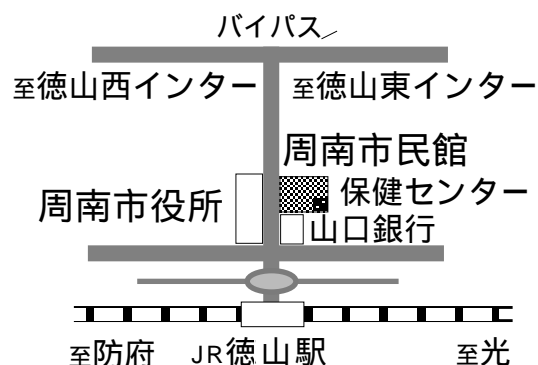 バイパス
至徳山西インター 至徳山東インター
周南市民館
周南市役所 保健センター
山口銀行
至防府 JR徳山駅 至光